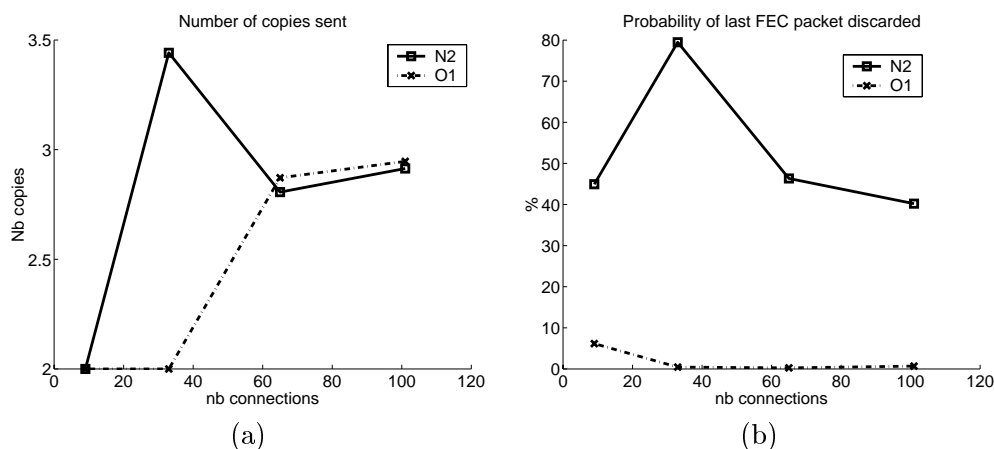 Number of copies sent
3.5
3
2.5
2
Nb copies
N2
O1
0 20 40 60 80 100 120
nb connections
(a)
Probability of last FEC packet discarded
80
70
60
50
40
30
20
10
0
%
N2
O1
0 20 40 60 80 100 120
nb connections
(b)